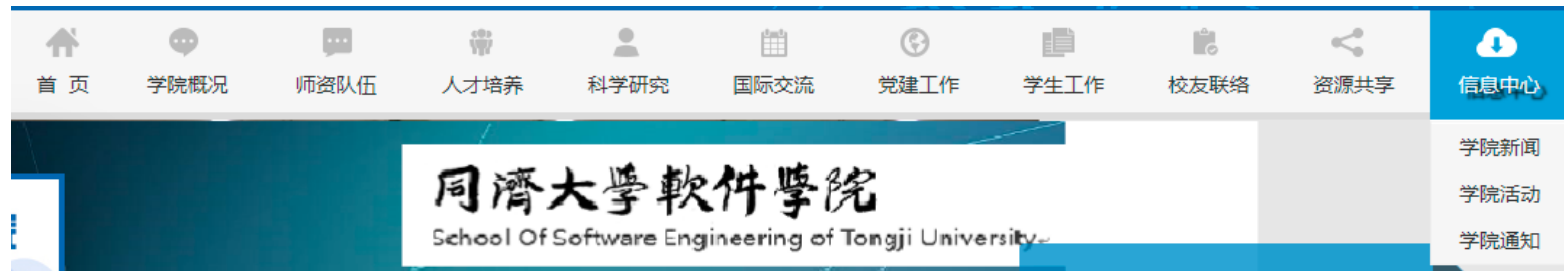 首 页 学院概况 师资队伍 人才培养 科学研究 国际交流 党建工作 学生工作 校友联络 资源共享 信息中心
学院新闻
同濟大學軟件學院
学院活动
School Of Software Engineering of Tongji University
学院通知